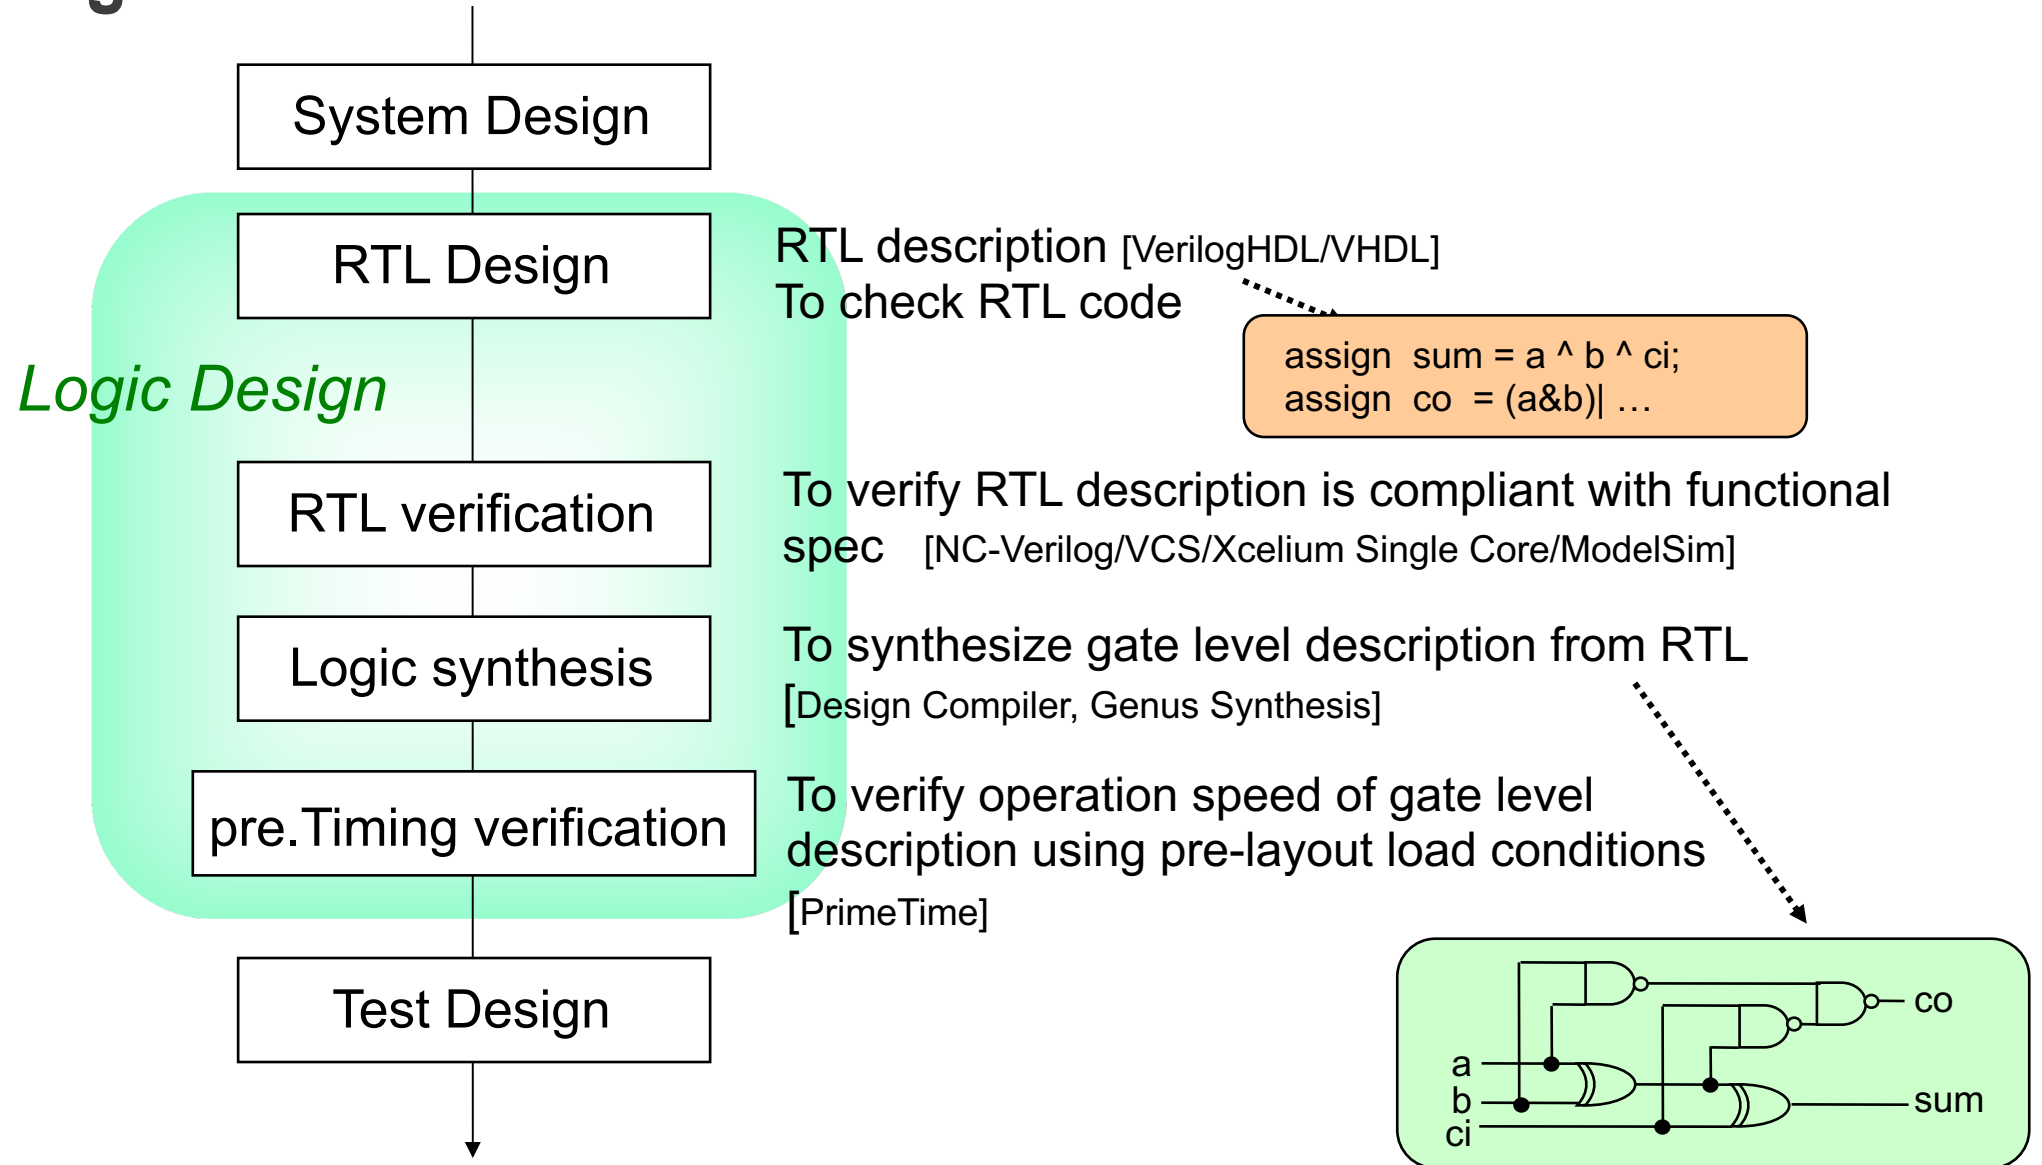 System Design
RTL Design
RTL description [VerilogHDL/VHDL]
To check RTL code
assign sum = a ^ b ^ ci;
assign co = (a&b)| …
Logic Design
RTL verification
To verify RTL description is compliant with functional
spec [NC-Verilog/VCS/Xcelium Single Core/ModelSim]
Logic synthesis
To synthesize gate level description from RTL
[Design Compiler, Genus Synthesis]
pre.Timing verification
To verify operation speed of gate level
description using pre-layout load conditions
[PrimeTime]
Test Design
co
a
b
sum
ci